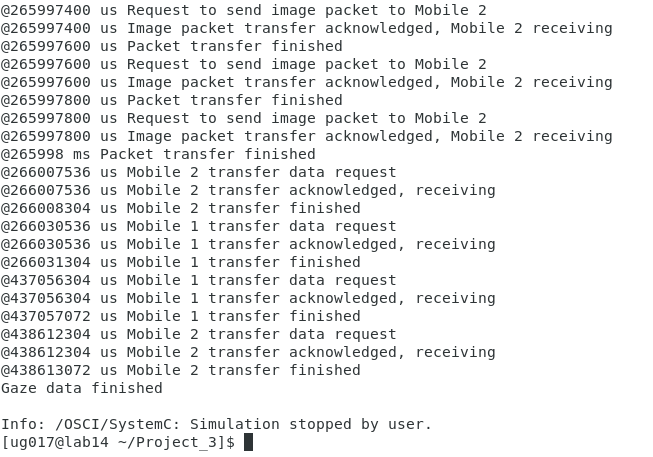 @265997400 us Request to send image packet to Mobile 2
@265997400 us Image packet transfer acknowledged, Mobile 2 receiving
@265997600 us Packet transfer finished
@265997600 us Request to send image packet to Mobile 2
@265997600 us Image packet transfer acknowledged, Mobile 2 receiving
@265997800 us Packet transfer finished
@265997800 us Request to send image packet to Mobile 2
@265997800 us Image packet transfer acknowledged, Mobile 2 receiving
@265998 ms Packet transfer finished
@266007536 us Mobile 2 transfer data request
@266007536 us Mobile 2 transfer acknowledged, receiving
@266008304 us Mobile 2 transfer finished
@266030536 us Mobile 1 transfer data request
@266030536 us Mobile 1 transfer acknowledged, receiving
@266031304 us Mobile 1 transfer finished
@437056304 us Mobile 1 transfer data request
@437056304 us Mobile 1 transfer acknowledged, receiving
@437057072 us Mobile 1 transfer finished
@438612304 us Mobile 2 transfer data request
@438612304 us Mobile 2 transfer acknowledged, receiving
@438613072 us Mobile 2 transfer finished
Gaze data finished
Info: /OSCI/SystemC: Simulation stopped by user.
[ug017@lab14 ~/Project_3]$